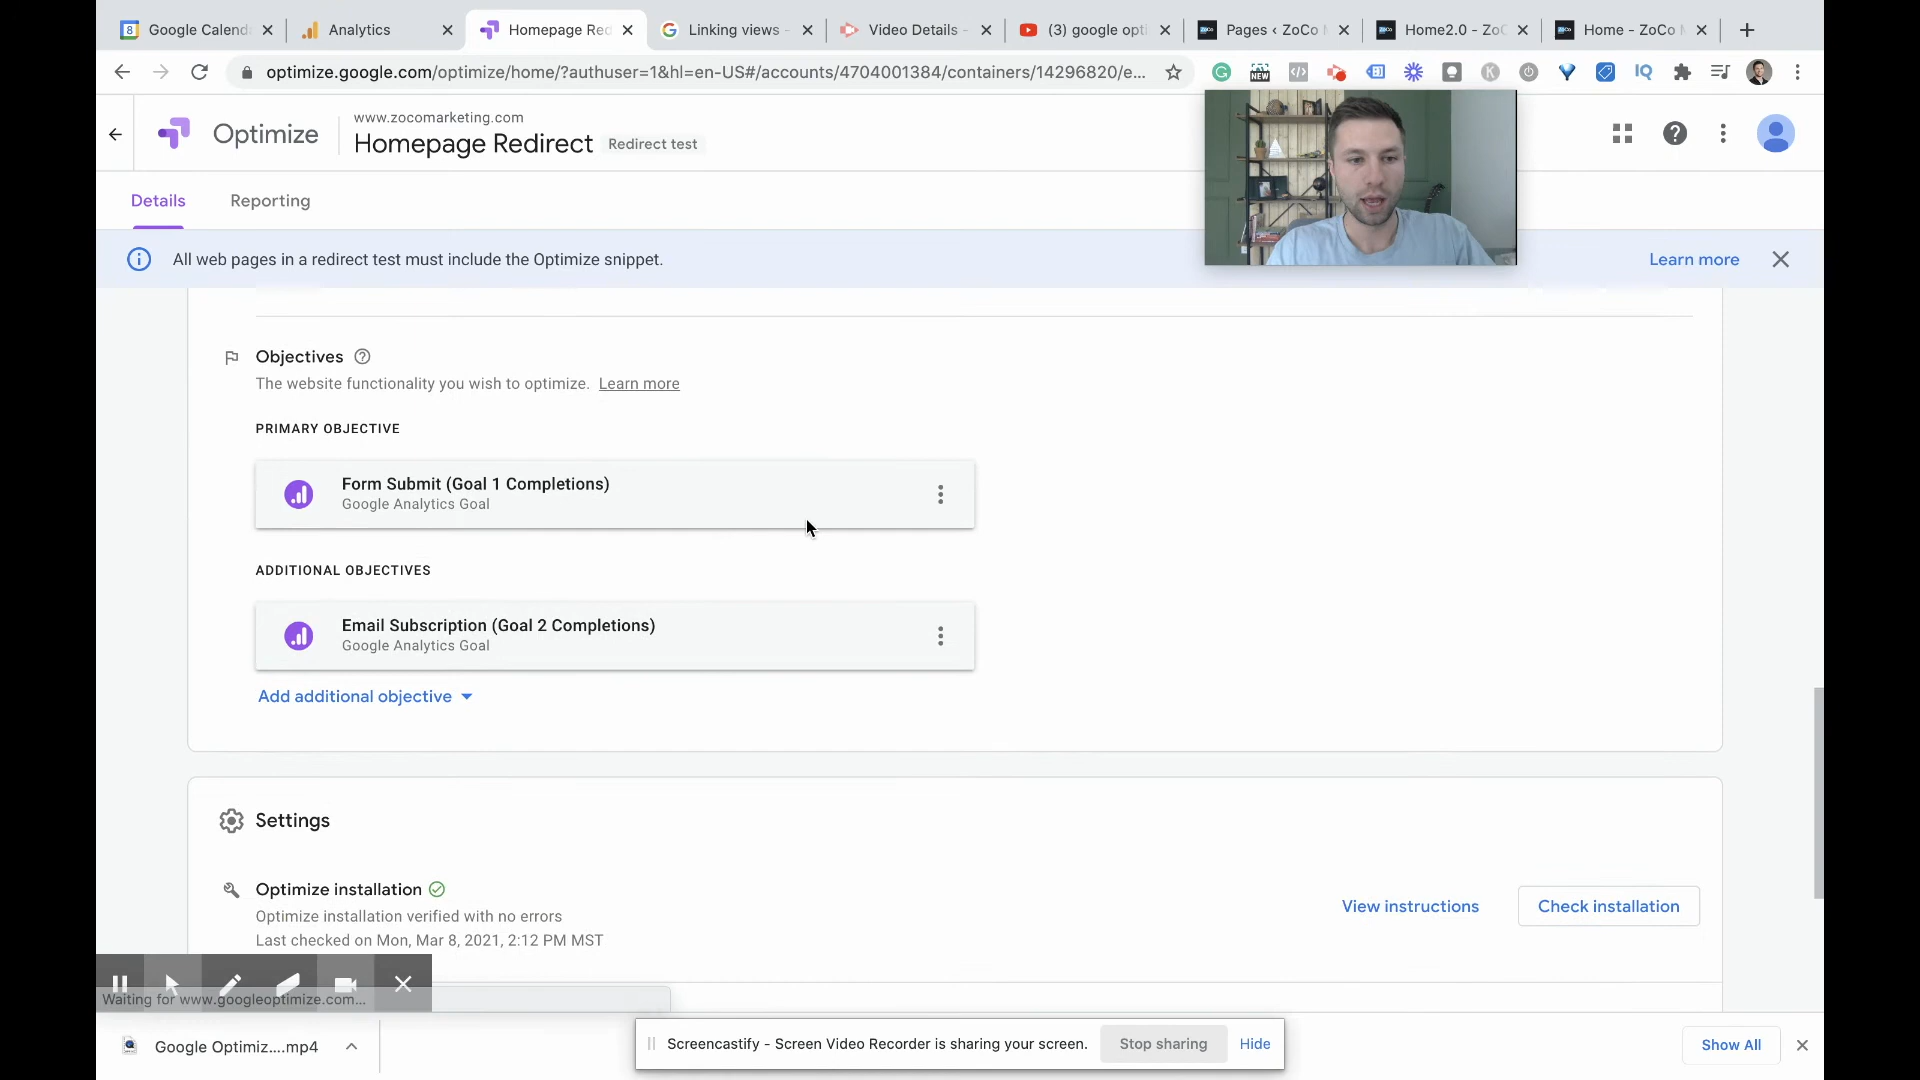 8 Google Calend
Analytics
Homepage Red
Linking views -
Video Details -
(3) google opti
Pages ‹ ZoCo
Home2.0 - ZoC
Home - ZoCo
optimize.google.com/optimize/home/?authuser=1&hl=en-US#/accounts/4704001384/containers/14296820/e...
NEW
IQ
K
Optimize
www.zocomarketing.com
Homepage Redirect
Redirect test
Details
Reporting
All web pages in a redirect test must include the Optimize snippet.
Learn more
Objectives
The website functionality you wish to optimize. Learn more
PRIMARY OBJECTIVE
Form Submit (Goal 1 Completions)
Google Analytics Goal
ADDITIONAL OBJECTIVES
Email Subscription (Goal 2 Completions)
Google Analytics Goal
Add additional objective
Settings
Optimize installation
Optimize installation verified with no errors
Last checked on Mon, Mar 8, 2021, 2:12 PM MST
View instructions
Check installation
Waiting for www.googleoptimize.com...
Google Optimiz....mp4
Screencastify - Screen Video Recorder is sharing your screen.
Stop sharing
Hide
Show All